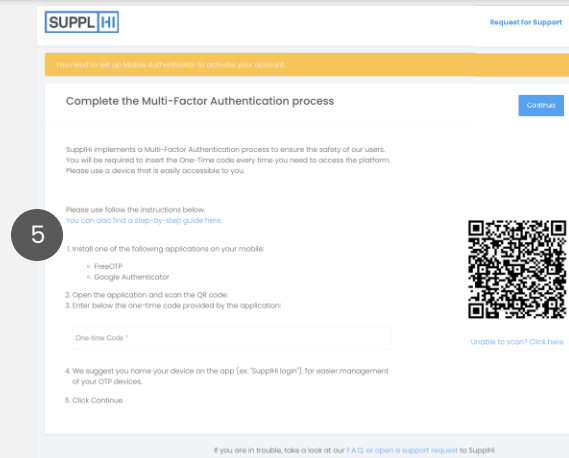 SUPPLHI
Request for Support
You need to set up Mobile Authenticator to activate your account.
Complete the Multi-Factor Authentication process
Continue
SupplHi implements a Multi-Factor Authentication process to ensure the safety of our users.
You will be required to insert the One-Time code every time you need to access the platform.
Please use a device that is easily accessible to you.
Please use follow the instructions below.
You can also find a step-by-step guide here.
5
1. Install one of the following applications on your mobile:
FreeOTP
Google Authenticator
2. Open the application and scan the QR code:
3. Enter below the one-time code provided by the application:
One-time Code *
Unable to scan? Click here
4. We suggest you name your device on the app (ex: "SupplHi login"), for easier management
of your OTP devices.
5. Click Continue
If you are in trouble, take a look at our F.A.Q. or open a support request to SupplHi